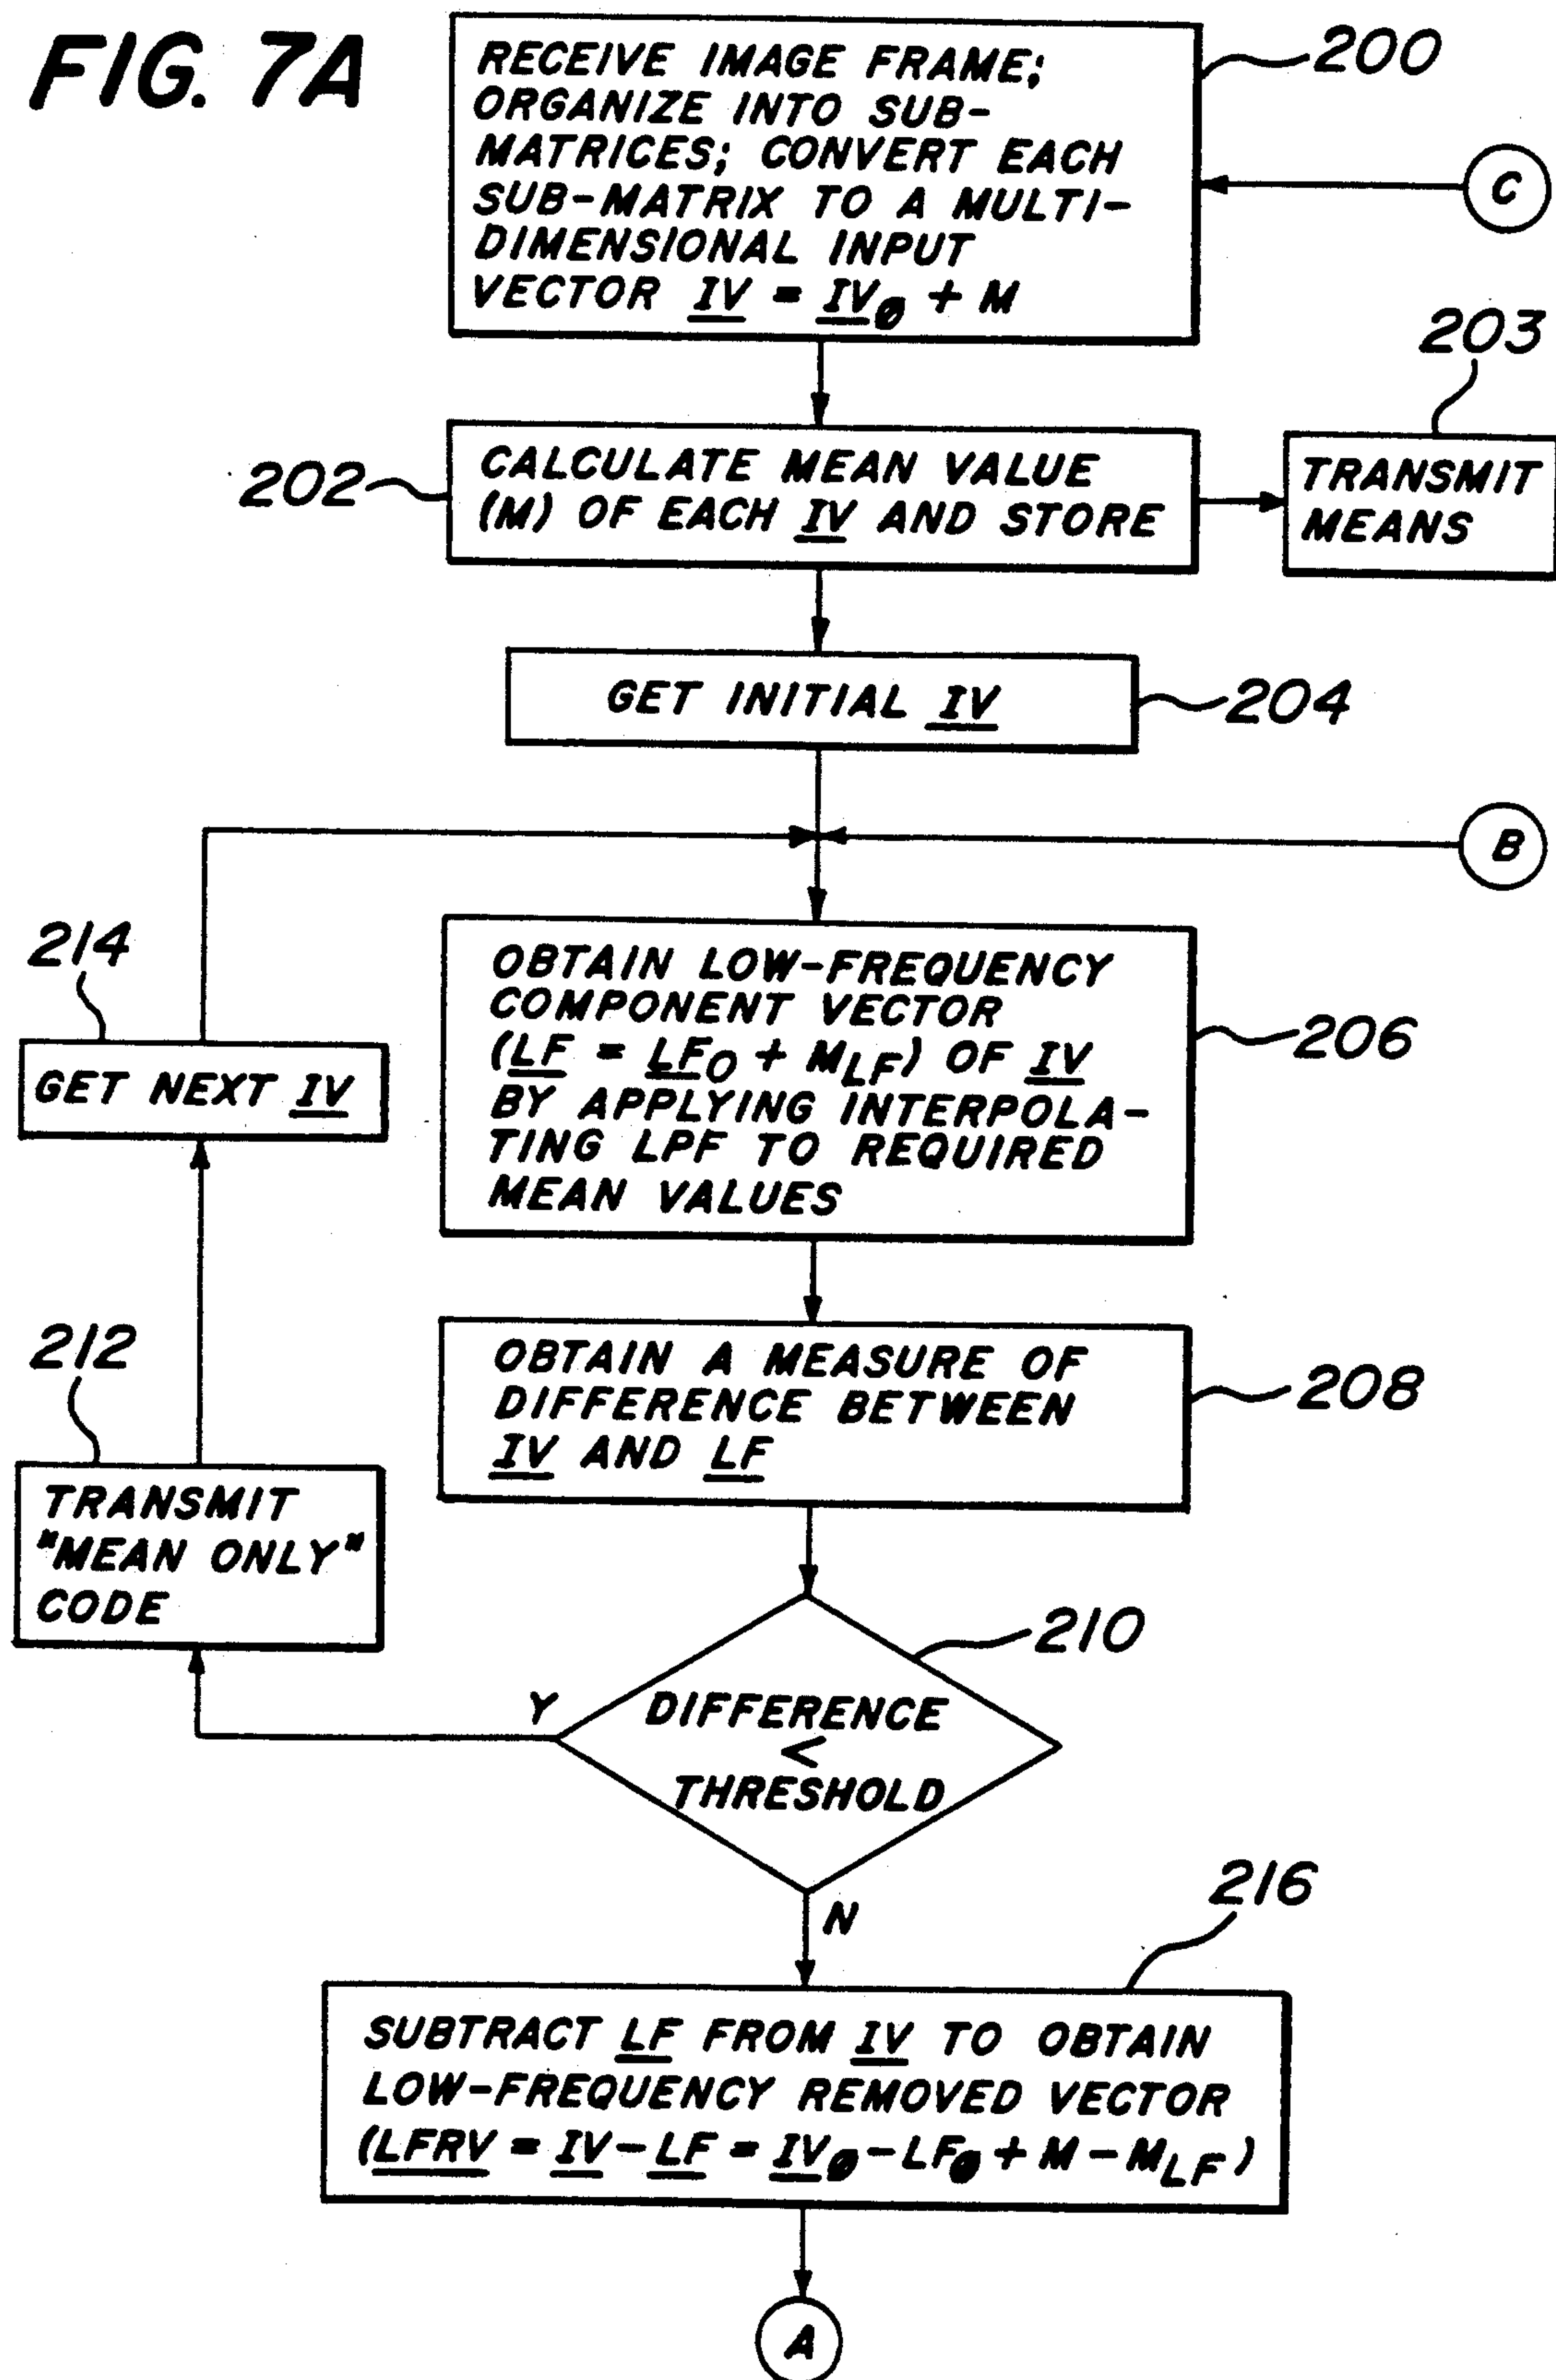 FIG. 7A
RECEIVE IMAGE FRAME;
ORGANIZE INTO SUB-
MATRICES; CONVERT EACH
SUB-MATRIX TO A MULTI-
DIMENSIONAL INPUT
VECTOR IV = IVø + M
200
C
CALCULATE MEAN VALUE
(M) OF EACH IV AND STORE
202
TRANSMIT
MEANS
203
GET INITIAL IV
204
B
214
GET NEXT IV
OBTAIN LOW-FREQUENCY
COMPONENT VECTOR
(LF = LFO + MLF) OF IV
BY APPLYING INTERPOLA-
TING LPF TO REQUIRED
MEAN VALUES
206
OBTAIN A MEASURE OF
DIFFERENCE BETWEEN
IV AND LF
208
212
TRANSMIT
"MEAN ONLY"
CODE
DIFFERENCE
<
THRESHOLD
210
Y
N
216
SUBTRACT LF FROM IV TO OBTAIN
LOW-FREQUENCY REMOVED VECTOR
(LFRV = IV - LF = IVø - LFø + M - MLF)
A